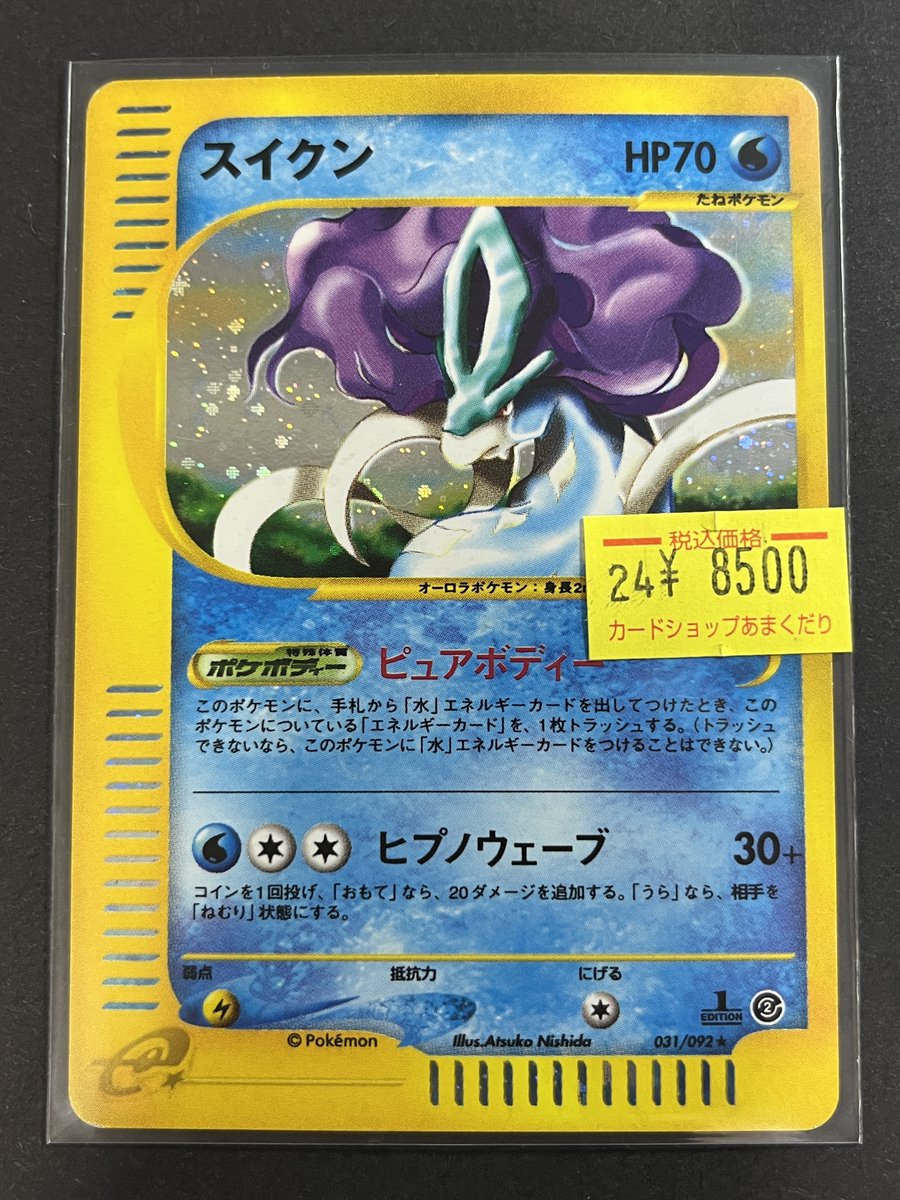 スイクン
HP70
たねポケモン
税込価格
24¥ 8500
カードショップあまくだり
オーロラポケモン：身長2
特殊体質
ポケボディー
ピュアボディー
このポケモンに、手札から「水」エネルギーカードを出してつけたとき、この
ポケモンについている「エネルギーカード」を、1枚トラッシュする。（トラッシュ
できないなら、このポケモンに「水」エネルギーカードをつけることはできない。）
ヒプノウェーブ
30+
コインを1回投げ、「おもて」なら、20ダメージを追加する。「うら」なら、相手を
「ねむり」状態にする。
弱点
抵抗力
にげる
1
EDITION
2
©Pokémon
Illus.Atsuko Nishida
031/092★
e